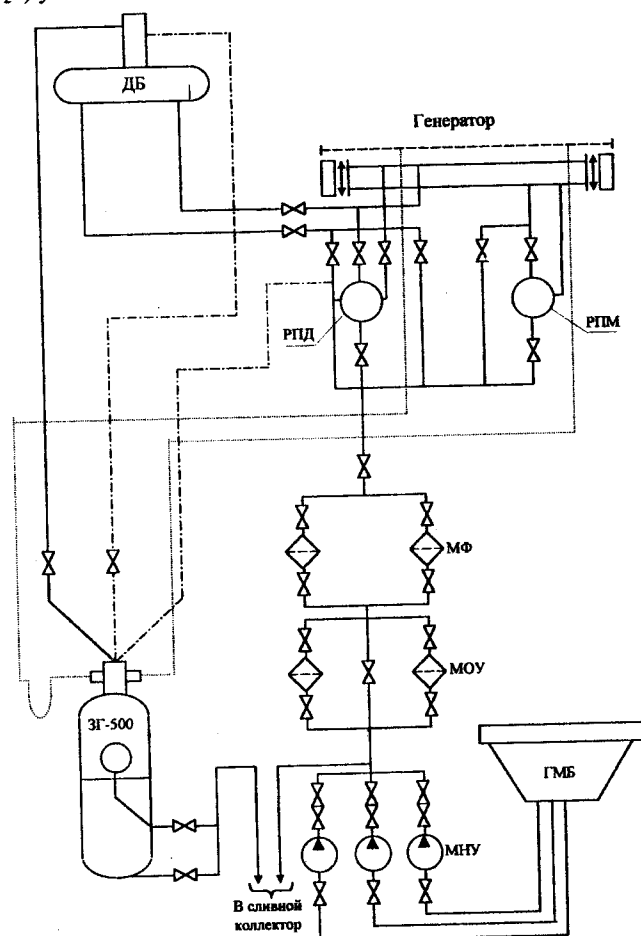 ДБ
Генератор
РПД
РПМ
МФ
МОУ
ЗГ-500
ГМБ
МНУ
В сливной
коллектор